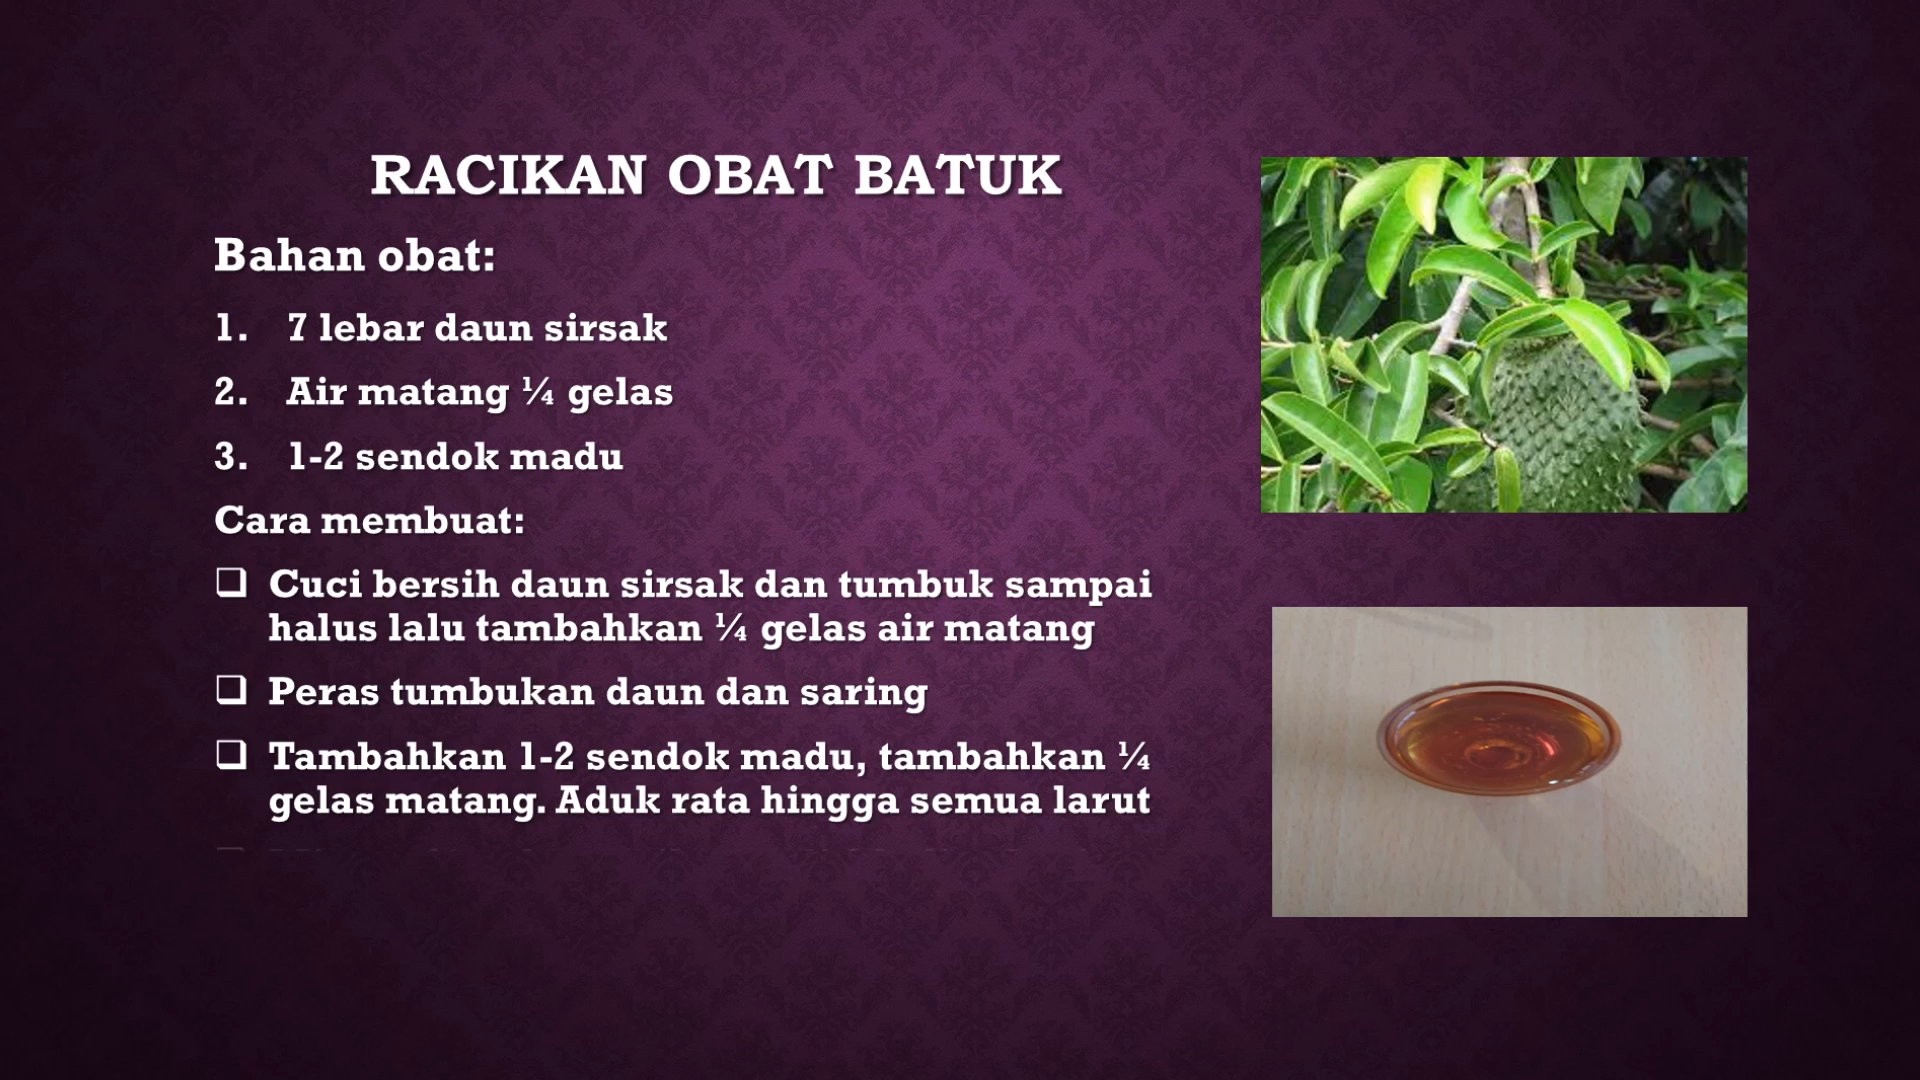 RACIKAN OBAT BATUK
Bahan obat:
1. 7 lebar daun sirsak
2. Air matang ¼ gelas
3. 1-2 sendok madu
Cara membuat:
❑ Cuci bersih daun sirsak dan tumbuk sampai
halus lalu tambahkan ¼ gelas air matang
❑ Peras tumbukan daun dan saring
❑ Tambahkan 1-2 sendok madu, tambahkan ¼
gelas matang. Aduk rata hingga semua larut